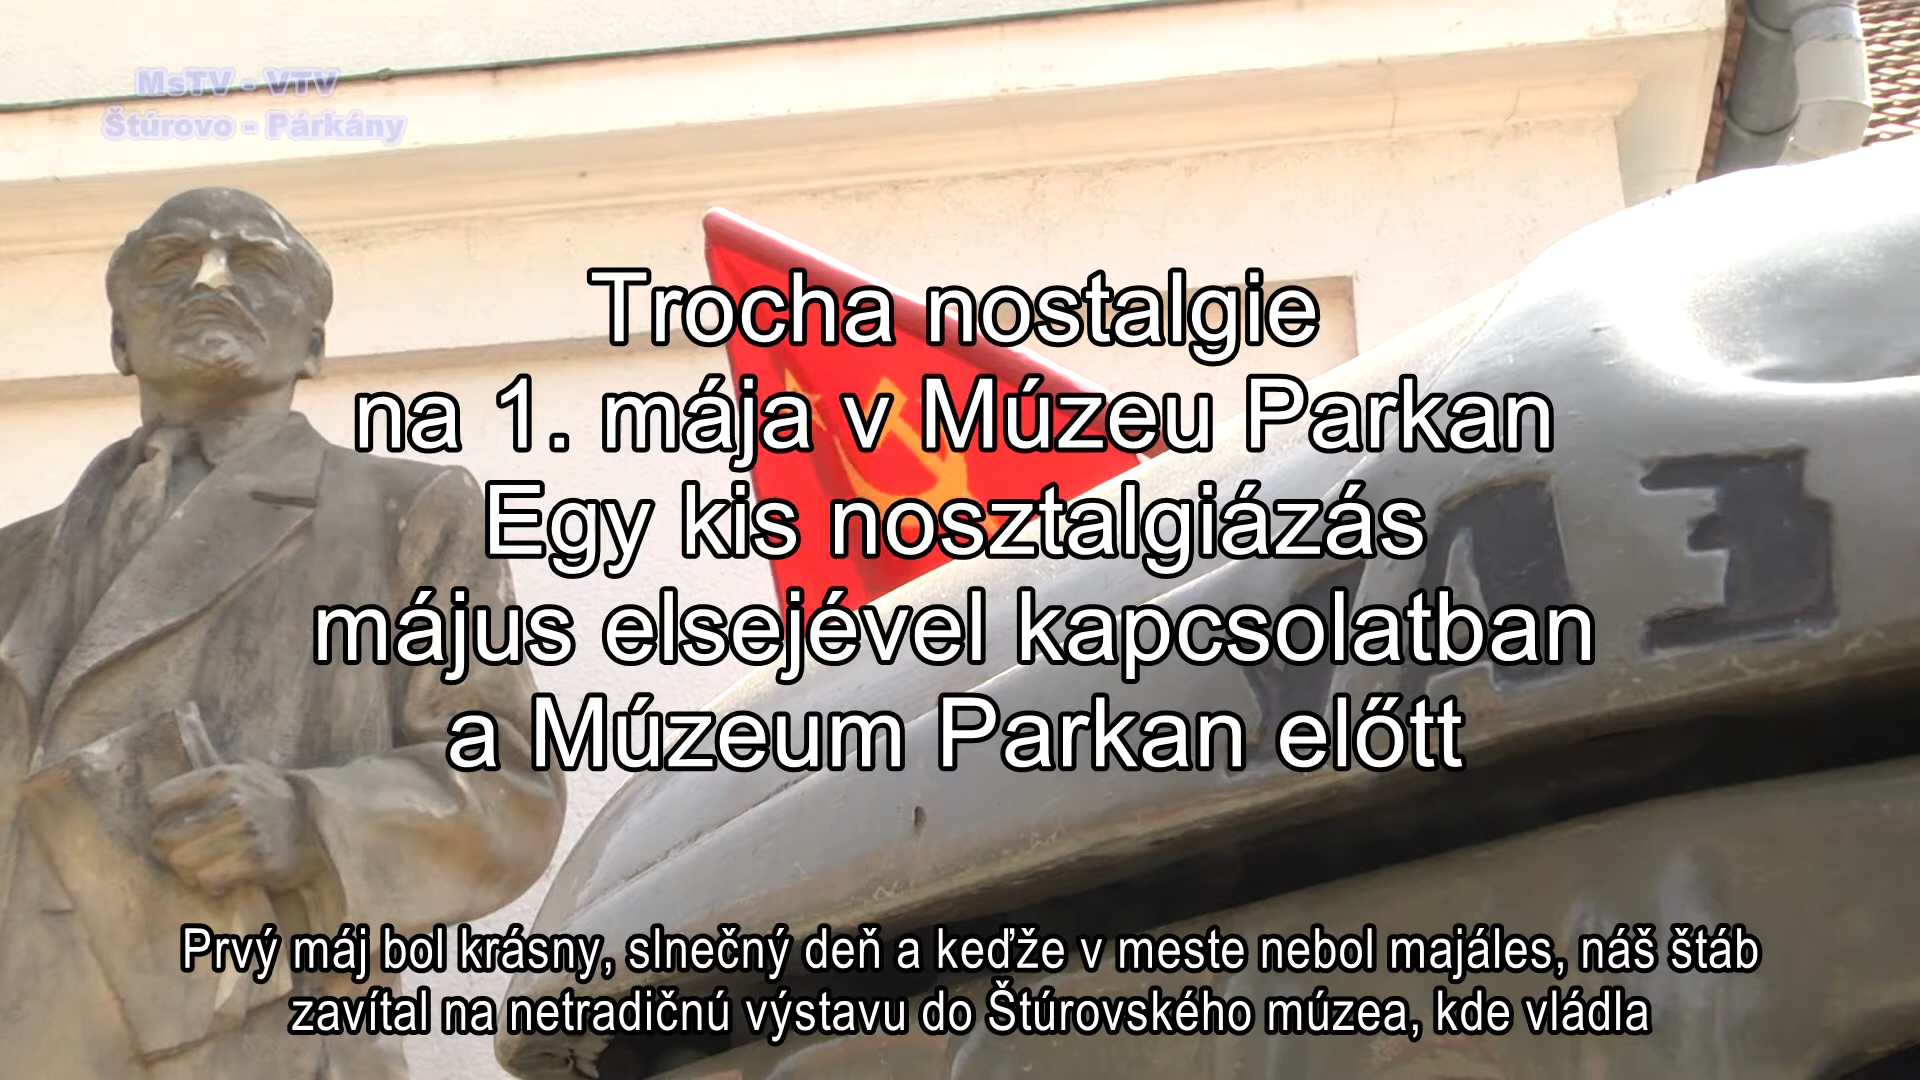 MsTV - VTV
Štúrovo - Párkány
Trocha nostalgie
na 1. mája v Múzeu Parkan
Egy kis nosztalgiázás
május elsejével kapcsolatban
a Múzeum Parkan előtt
Prvý máj bol krásny, slnečný deň a keďže v meste nebol majáles, náš štáb
zavítal na netradičnú výstavu do Štúrovského múzea, kde vládla